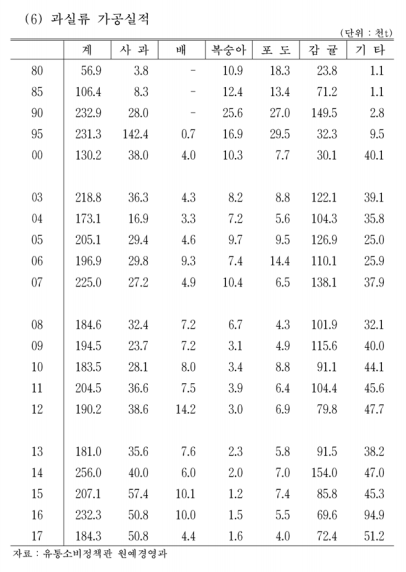 (6) 과실류 가공실적
(단위 : 천t)
계 사 과 배 복숭아 포 도 감 귤 기 타
80 56.9 3.8 - 10.9 18.3 23.8 1.1
85 106.4 8.3 - 12.4 13.4 71.2 1.1
90 232.9 28.0 - 25.6 27.0 149.5 2.8
95 231.3 142.4 0.7 16.9 29.5 32.3 9.5
00 130.2 38.0 4.0 10.3 7.7 30.1 40.1
03 218.8 36.3 4.3 8.2 8.8 122.1 39.1
04 173.1 16.9 3.3 7.2 5.6 104.3 35.8
05 205.1 29.4 4.6 9.7 9.5 126.9 25.0
06 196.9 29.8 9.3 7.4 14.4 110.1 25.9
07 225.0 27.2 4.9 10.4 6.5 138.1 37.9
08 184.6 32.4 7.2 6.7 4.3 101.9 32.1
09 194.5 23.7 7.2 3.1 4.9 115.6 40.0
10 183.5 28.1 8.0 3.4 8.8 91.1 44.1
11 204.5 36.6 7.5 3.9 6.4 104.4 45.6
12 190.2 38.6 14.2 3.0 6.9 79.8 47.7
13 181.0 35.6 7.6 2.3 5.8 91.5 38.2
14 256.0 40.0 6.0 2.0 7.0 154.0 47.0
15 207.1 57.4 10.1 1.2 7.4 85.8 45.3
16 232.3 50.8 10.0 1.5 5.5 69.6 94.9
17 184.3 50.8 4.4 1.6 4.0 72.4 51.2
자료 : 유통소비정책관 원예경영과